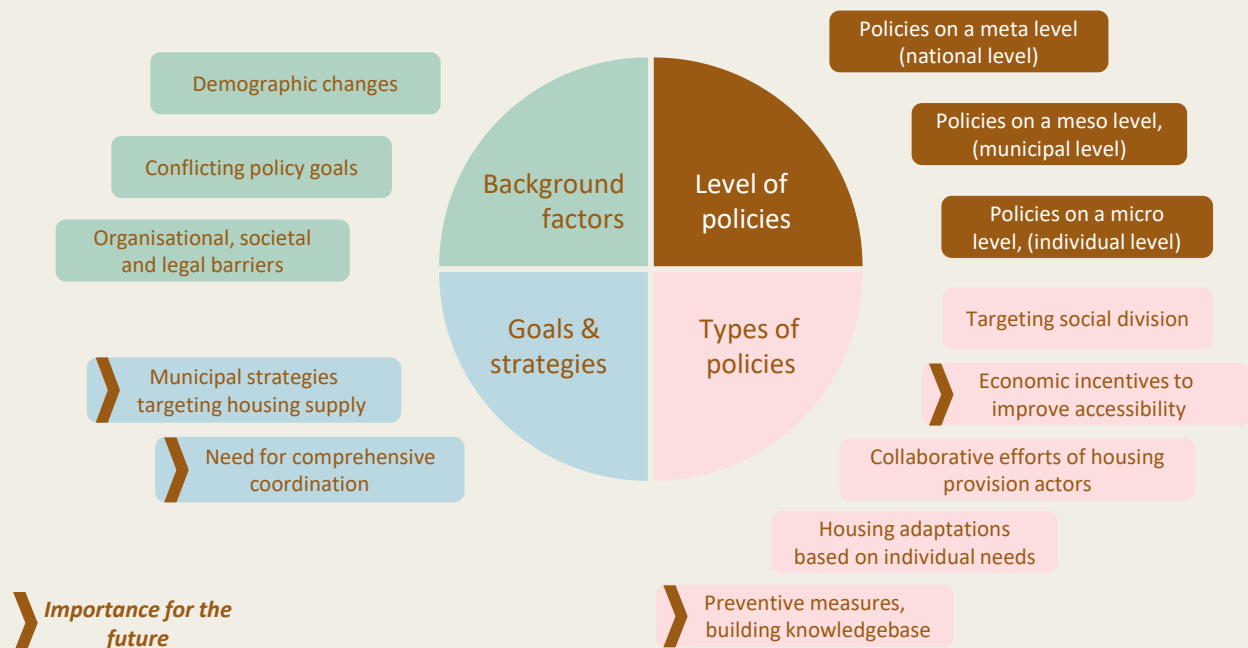 Demographic changes
Conflicting policy goals
Organisational, societal
and legal barriers
Background
factors
Level of
policies
Policies on a meta level
(national level)
Policies on a meso level,
(municipal level)
Policies on a micro
level, (individual level)
Goals &
strategies
Municipal strategies
targeting housing supply
Need for comprehensive
coordination
Types of
policies
Targeting social division
Economic incentives to
improve accessibility
Collaborative efforts of housing
provision actors
Housing adaptations
based on individual needs
Preventive measures,
building knowledgebase
Importance for the
future